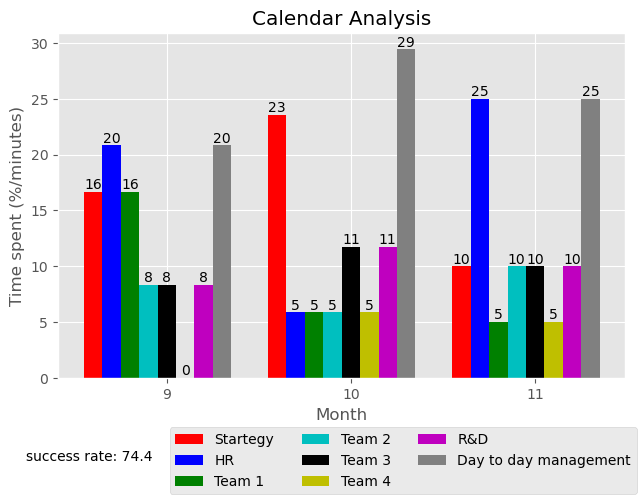 Calendar Analysis
Time spent (%/minutes)
30
25
20
15
10
5
0
16
20
16
8
8
0
8
20
23
5
5
5
11
5
11
29
10
25
5
10
10
5
10
25
9
10
11
Month
success rate: 74.4
Startegy
HR
Team 1
Team 2
Team 3
Team 4
R&D
Day to day management